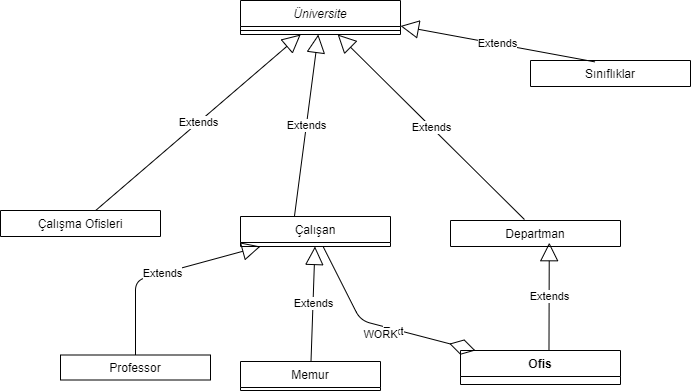 Üniversite
Extends
Sınıflıklar
Extends
Extends
Extends
Çalışma Ofisleri
Çalışan
Departman
Extends
Extends
Extends
WORK
Professor
Memur
Ofis